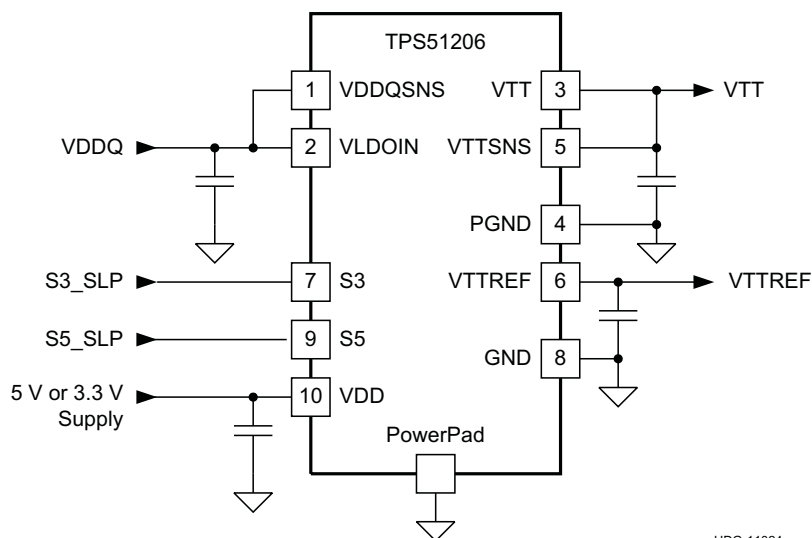 TPS51206
1 VDDQSNS VTT 3 VTT
VDDQ 2 VLDOIN VTTSNS 5
PGND 4
S3_SLP 7 S3 VTTREF 6 VTTREF
S5_SLP 9 S5
GND 8
5 V or 3.3 V
Supply
10 VDD
PowerPad